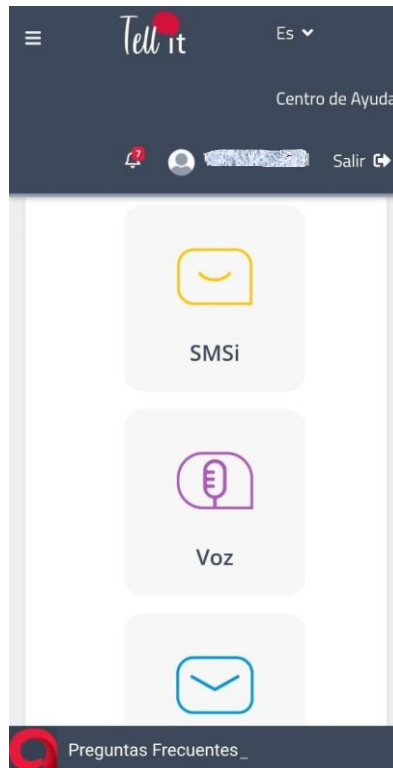 Tell it
Es
Centro de Ayuda
7
Salir
SMSi
Voz
Preguntas Frecuentes_